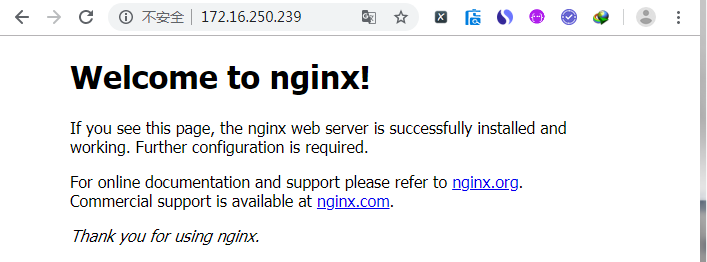 不安全 172.16.250.239
Welcome to nginx!
If you see this page, the nginx web server is successfully installed and
working. Further configuration is required.
For online documentation and support please refer to nginx.org.
Commercial support is available at nginx.com.
Thank you for using nginx.